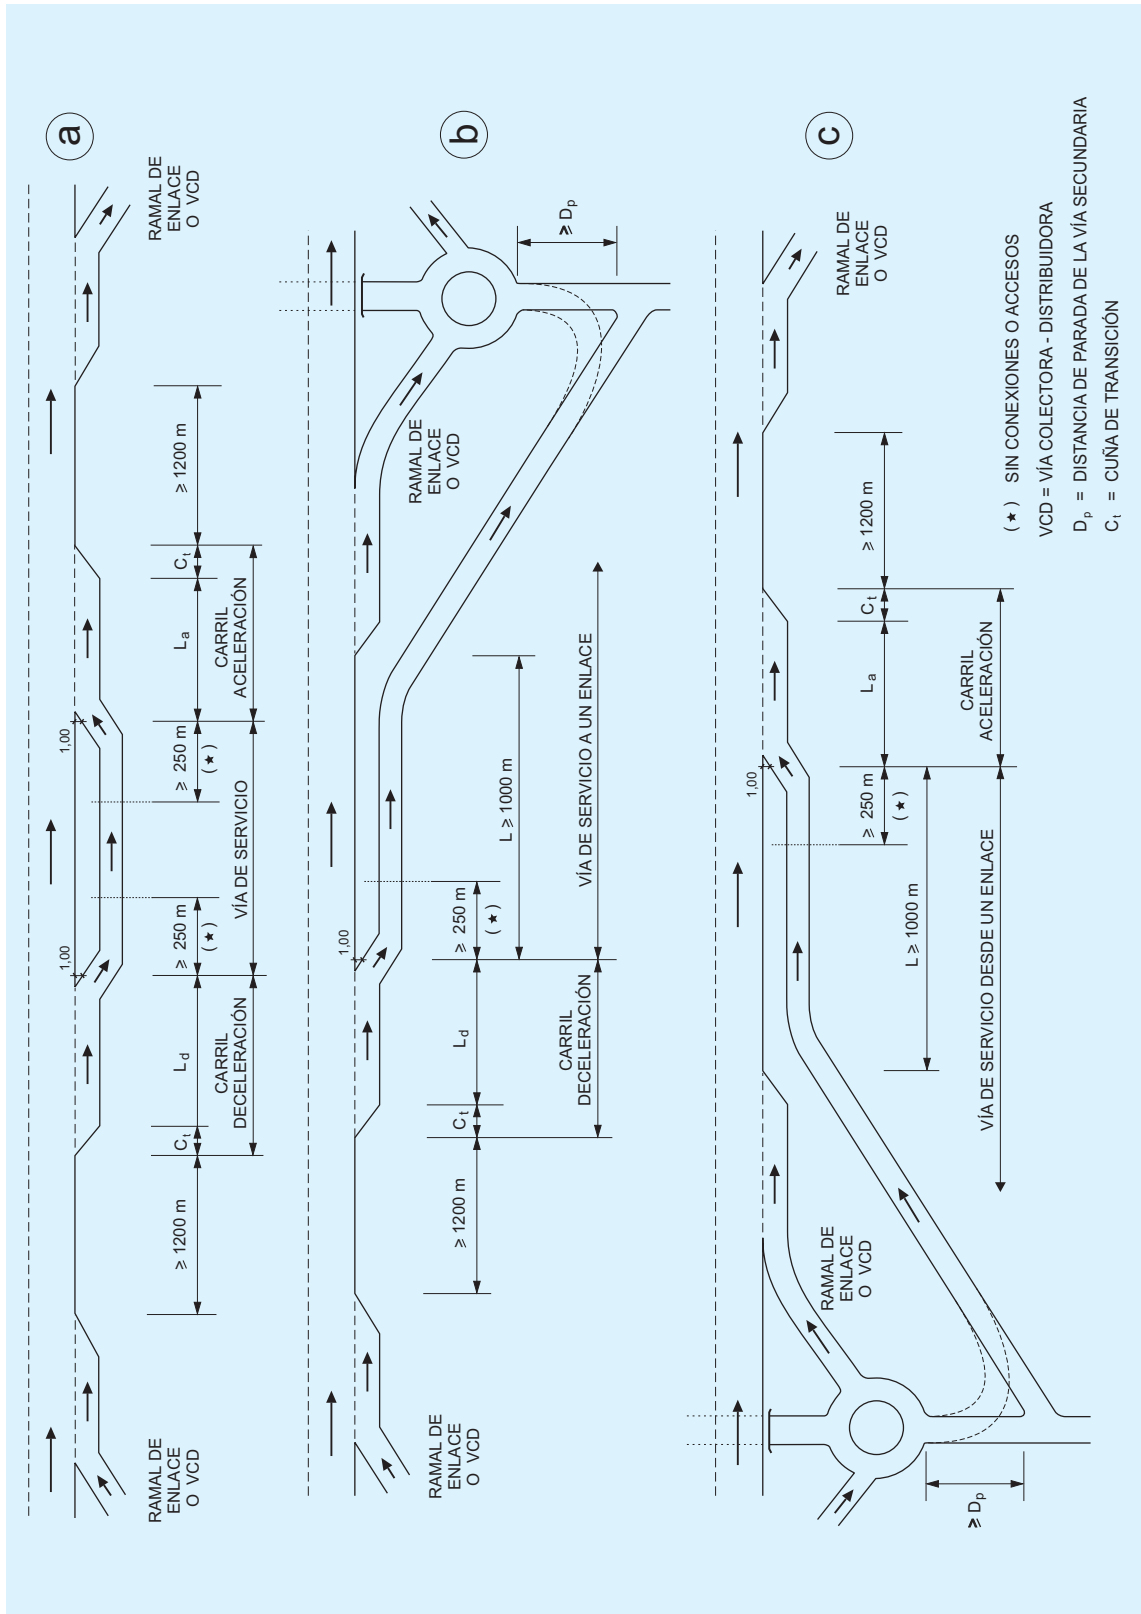 a
RAMAL DE
ENLACE
O VCD
1,00
1,00
RAMAL DE
ENLACE
O VCD
≥ 1200 m
Ct
Ld
≥ 250 m
(★)
≥ 250 m
(★)
La
Ct
≥ 1200 m
CARRIL
DECELERACIÓN
VÍA DE SERVICIO
CARRIL
ACELERACIÓN
b
RAMAL DE
ENLACE
O VCD
1,00
RAMAL DE
ENLACE
O VCD
≥ Dp
≥ 1200 m
Ct
Ld
≥ 250 m
(★)
L ≥ 1000 m
CARRIL
DECELERACIÓN
VÍA DE SERVICIO A UN ENLACE
c
RAMAL DE
ENLACE
O VCD
1,00
RAMAL DE
ENLACE
O VCD
≥ Dp
≥ 250 m
(★)
La
Ct
≥ 1200 m
L ≥ 1000 m
CARRIL
ACELERACIÓN
VÍA DE SERVICIO DESDE UN ENLACE
(★) SIN CONEXIONES O ACCESOS
VCD = VÍA COLECTORA - DISTRIBUIDORA
Dp = DISTANCIA DE PARADA DE LA VÍA SECUNDARIA
Ct = CUÑA DE TRANSICIÓN